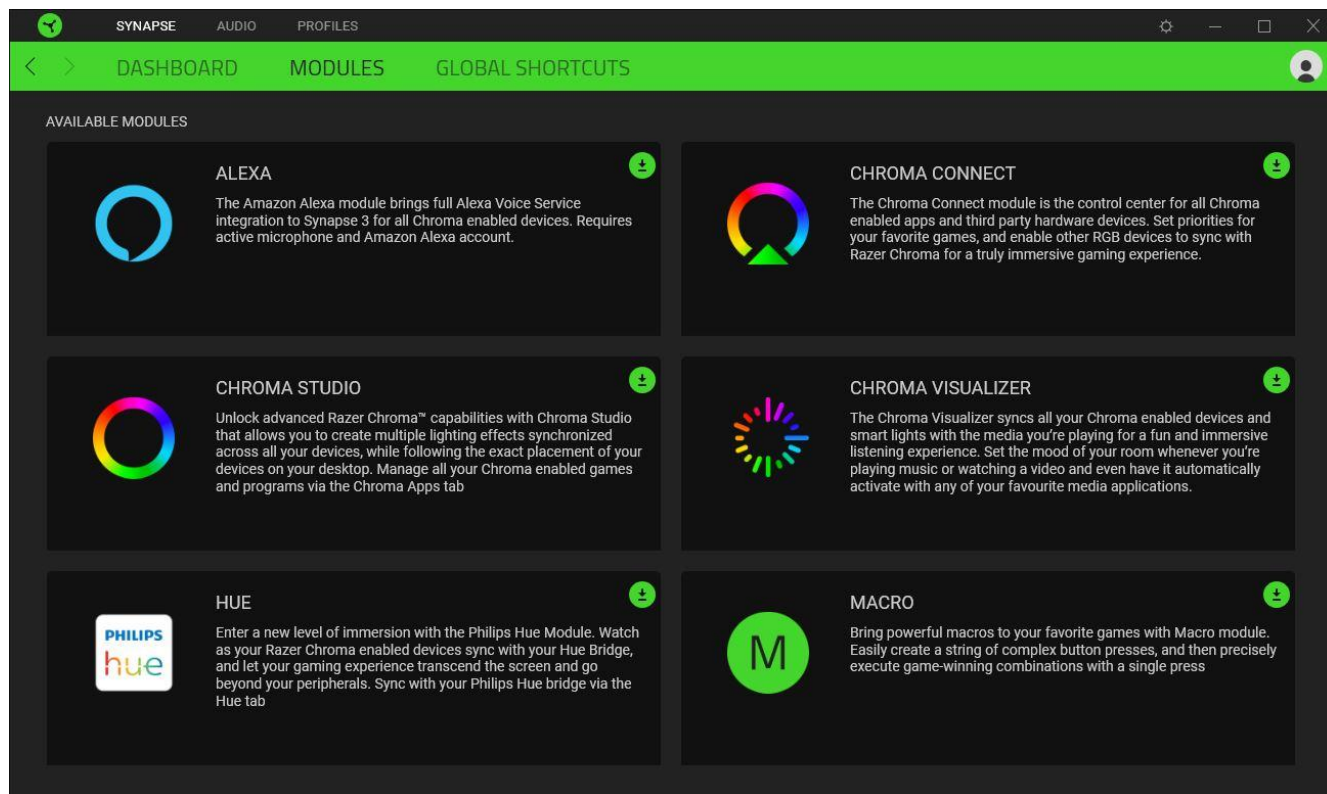 SYNAPSE AUDIO PROFILES
DASHBOARD MODULES GLOBAL SHORTCUTS
AVAILABLE MODULES
ALEXA
The Amazon Alexa module brings full Alexa Voice Service
integration to Synapse 3 for all Chroma enabled devices. Requires
active microphone and Amazon Alexa account.
CHROMA CONNECT
The Chroma Connect module is the control center for all Chroma
enabled apps and third party hardware devices. Set priorities for
your favorite games, and enable other RGB devices to sync with
Razer Chroma for a truly immersive gaming experience.
CHROMA STUDIO
Unlock advanced Razer Chroma™ capabilities with Chroma Studio
that allows you to create multiple lighting effects synchronized
across all your devices, while following the exact placement of your
devices on your desktop. Manage all your Chroma enabled games
and programs via the Chroma Apps tab
CHROMA VISUALIZER
The Chroma Visualizer syncs all your Chroma enabled devices and
smart lights with the media you're playing for a fun and immersive
listening experience. Set the mood of your room whenever you're
playing music or watching a video and even have it automatically
activate with any of your favourite media applications.
PHILIPS
hue
HUE
Enter a new level of immersion with the Philips Hue Module. Watch
as your Razer Chroma enabled devices sync with your Hue Bridge,
and let your gaming experience transcend the screen and go
beyond your peripherals. Sync with your Philips Hue bridge via the
Hue tab
M
MACRO
Bring powerful macros to your favorite games with Macro module.
Easily create a string of complex button presses, and then precisely
execute game-winning combinations with a single press